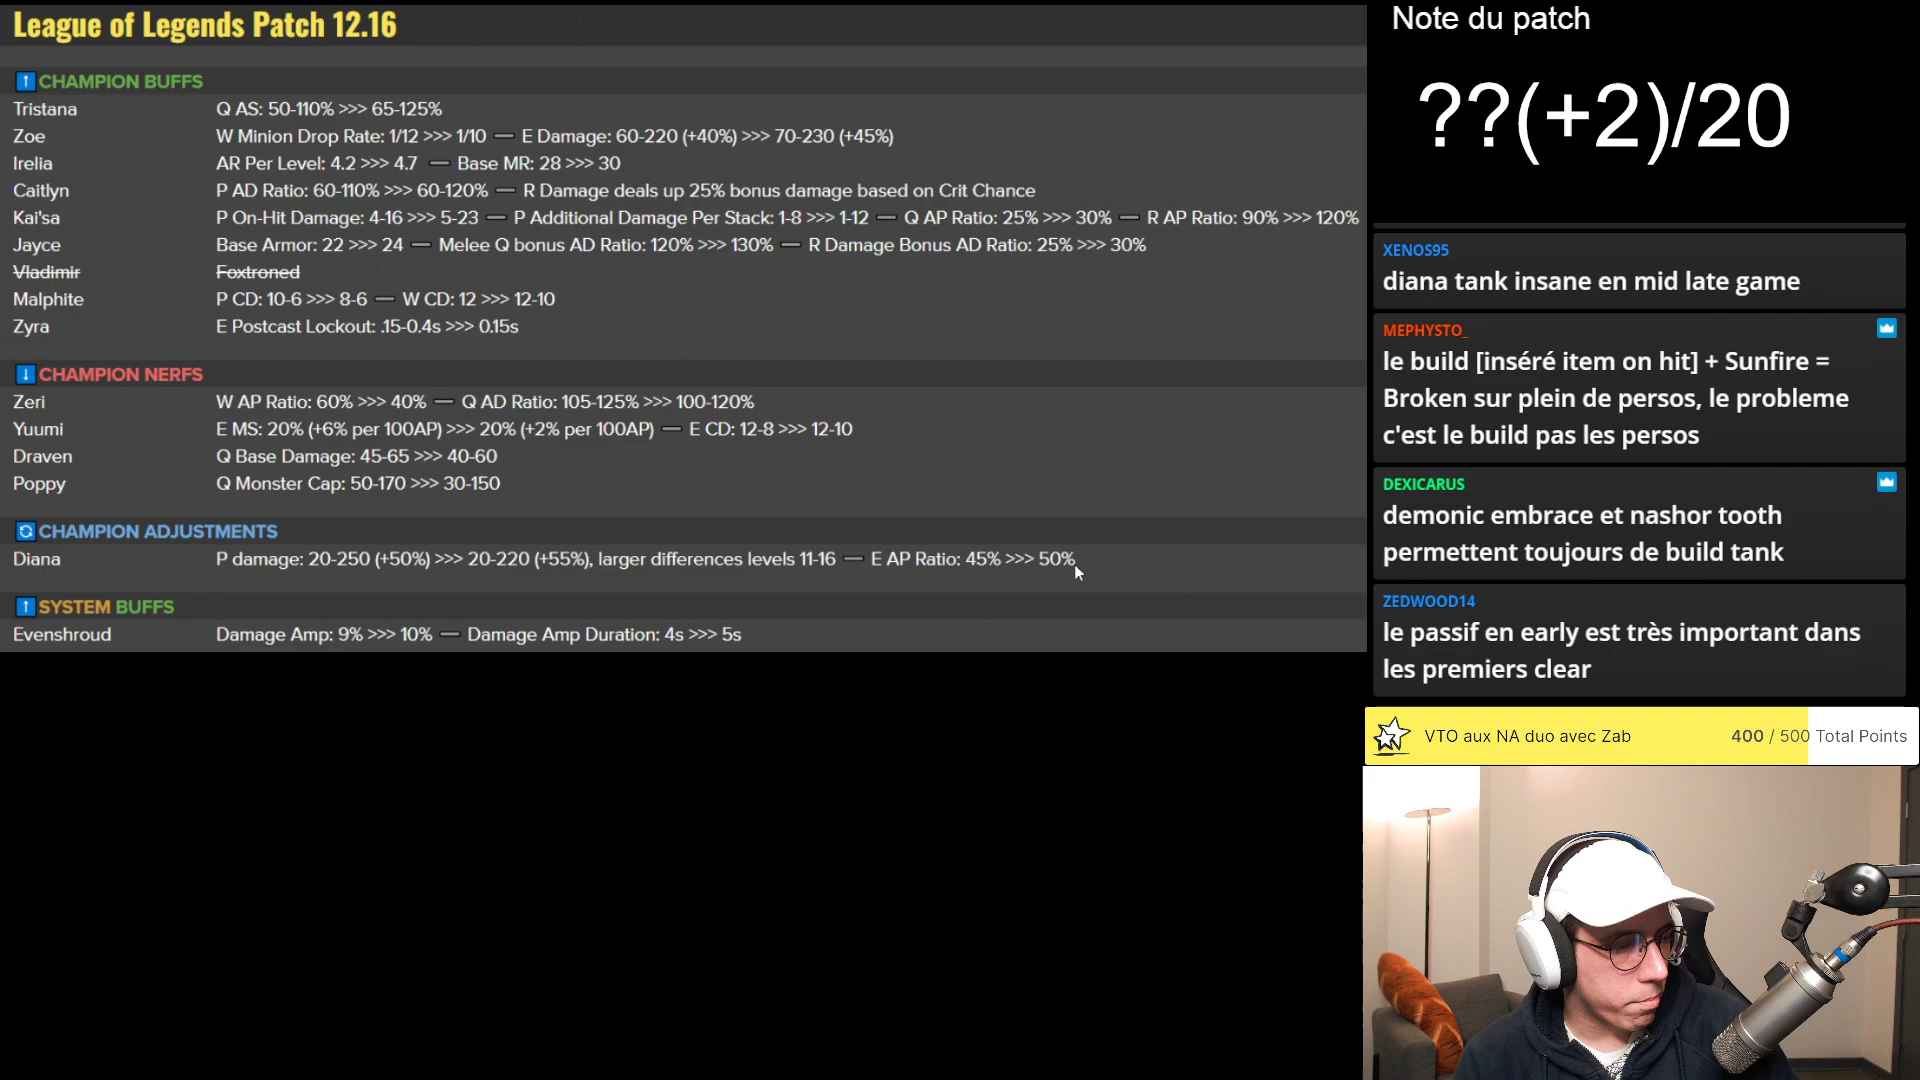 League of Legends Patch 12.16
CHAMPION BUFFS
Tristana Q AS: 50-110% >>> 65-125%
Zoe W Minion Drop Rate: 1/12 >>> 1/10 — E Damage: 60-220 (+40%) >>> 70-230 (+45%)
Irelia AR Per Level: 4.2 >>> 4.7 — Base MR: 28 >>> 30
Caitlyn P AD Ratio: 60-110% >>> 60-120% — R Damage deals up 25% bonus damage based on Crit Chance
Kai'sa P On-Hit Damage: 4-16 >>> 5-23 — P Additional Damage Per Stack: 1-8 >>> 1-12 — Q AP Ratio: 25% >>> 30% — R AP Ratio: 90% >>> 120%
Jayce Base Armor: 22 >>> 24 — Melee Q bonus AD Ratio: 120% >>> 130% — R Damage Bonus AD Ratio: 25% >>> 30%
Vladimir Foxtroned
Malphite P CD: 10-6 >>> 8-6 — W CD: 12 >>> 12-10
Zyra E Postcast Lockout: .15-0.4s >>> 0.15s
CHAMPION NERFS
Zeri W AP Ratio: 60% >>> 40% — Q AD Ratio: 105-125% >>> 100-120%
Yuumi E MS: 20% (+6% per 100AP) >>> 20% (+2% per 100AP) — E CD: 12-8 >>> 12-10
Draven Q Base Damage: 45-65 >>> 40-60
Poppy Q Monster Cap: 50-170 >>> 30-150
CHAMPION ADJUSTMENTS
Diana P damage: 20-250 (+50%) >>> 20-220 (+55%), larger differences levels 11-16 — E AP Ratio: 45% >>> 50%
SYSTEM BUFFS
Evenshroud Damage Amp: 9% >>> 10% — Damage Amp Duration: 4s >>> 5s
Note du patch
??(+2)/20
XENOS95
diana tank insane en mid late game
MEPHYSTO_
le build [inséré item on hit] + Sunfire =
Broken sur plein de persos, le probleme
c'est le build pas les persos
DEXICARUS
demonic embrace et nashor tooth
permettent toujours de build tank
ZEDWOOD14
le passif en early est très important dans
les premiers clear
VTO aux NA duo avec Zab 400 / 500 Total Points